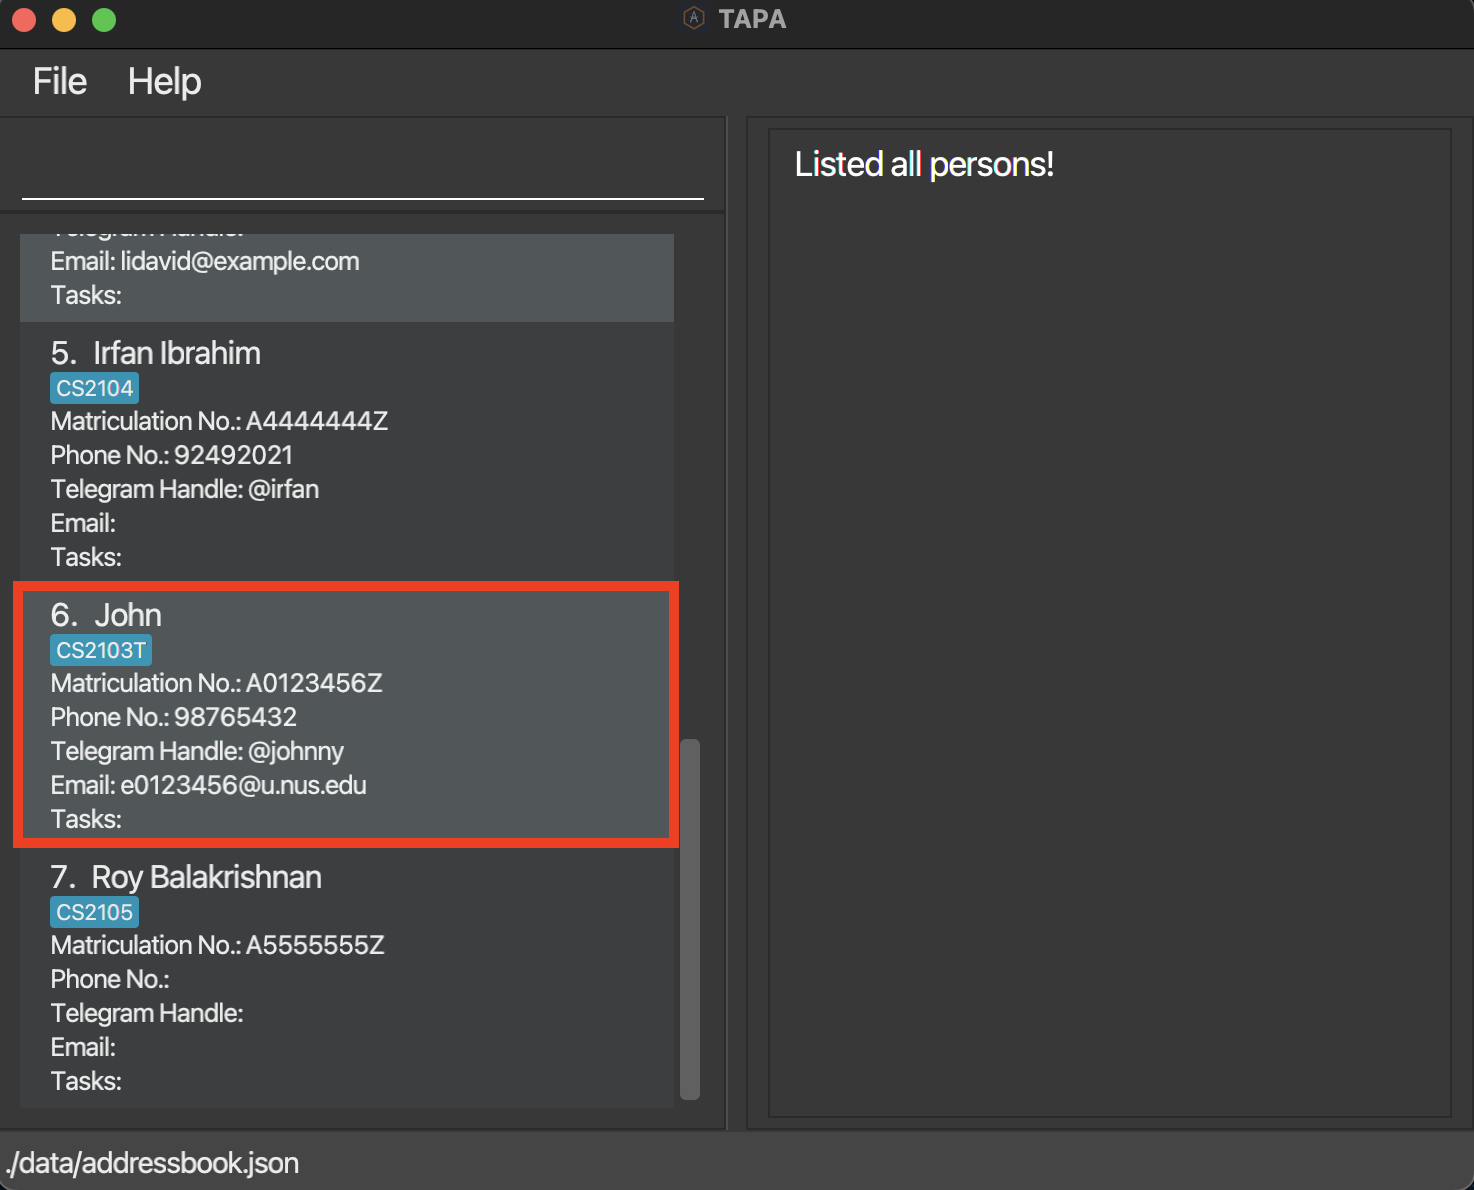 TAPA
File Help
Listed all persons!
Telegram Handle:
Email: lidavid@example.com
Tasks:
5. Irfan Ibrahim
CS2104
Matriculation No.: A4444444Z
Phone No.: 92492021
Telegram Handle: @irfan
Email:
Tasks:
6. John
CS2103T
Matriculation No.: A0123456Z
Phone No.: 98765432
Telegram Handle: @johnny
Email: e0123456@u.nus.edu
Tasks:
7. Roy Balakrishnan
CS2105
Matriculation No.: A5555555Z
Phone No.:
Telegram Handle:
Email:
Tasks:
./data/addressbook.json